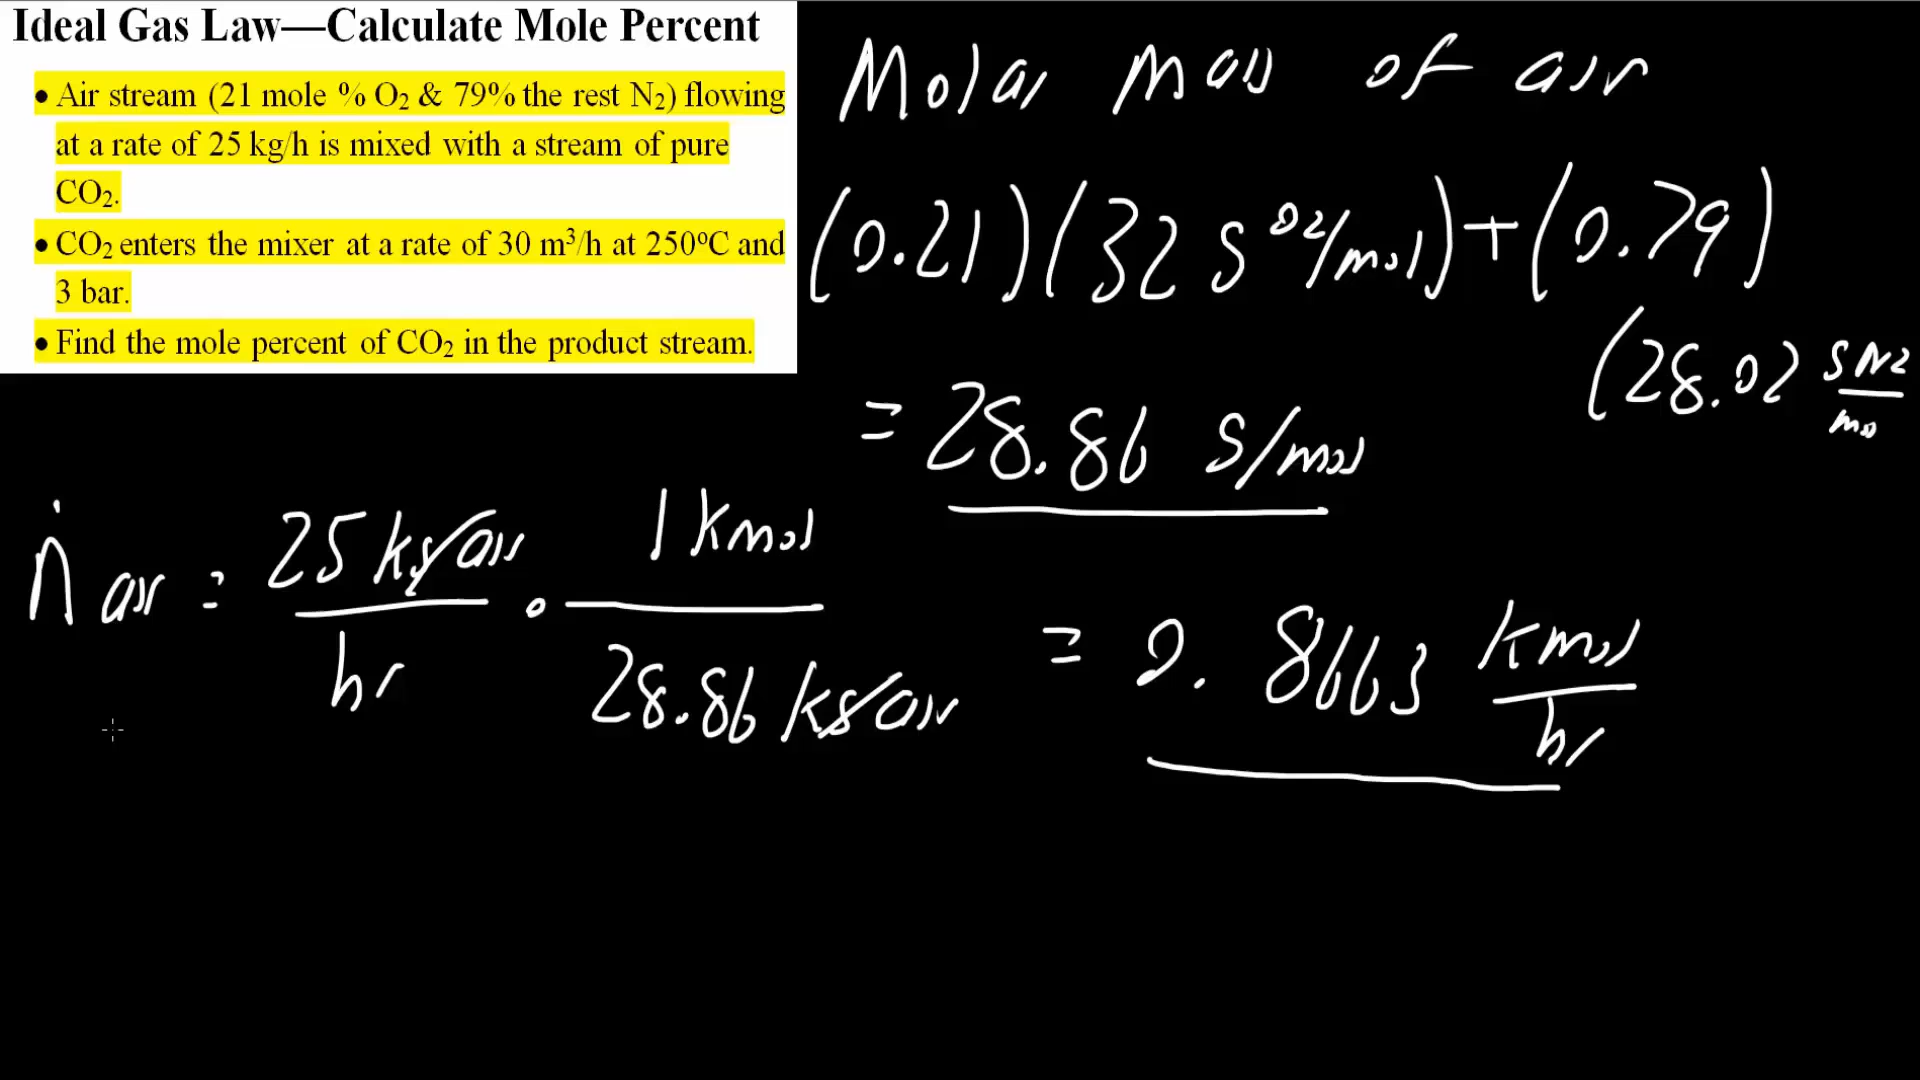 Ideal Gas Law—Calculate Mole Percent
• Air stream (21 mole % O₂ & 79% the rest N₂) flowing
at a rate of 25 kg/h is mixed with a stream of pure
CO₂.
• CO₂ enters the mixer at a rate of 30 m³/h at 250ºC and
3 bar.
• Find the mole percent of CO₂ in the product stream.
Molar mass of air
(0.21)(32 g O2/mol)+(0.79)
(28.02 g N2/mo
= 28.86 g/mol
ṅ air = 25 kg air/hr · 1 kmol/28.86 kg air = 0.8663 kmol/hr